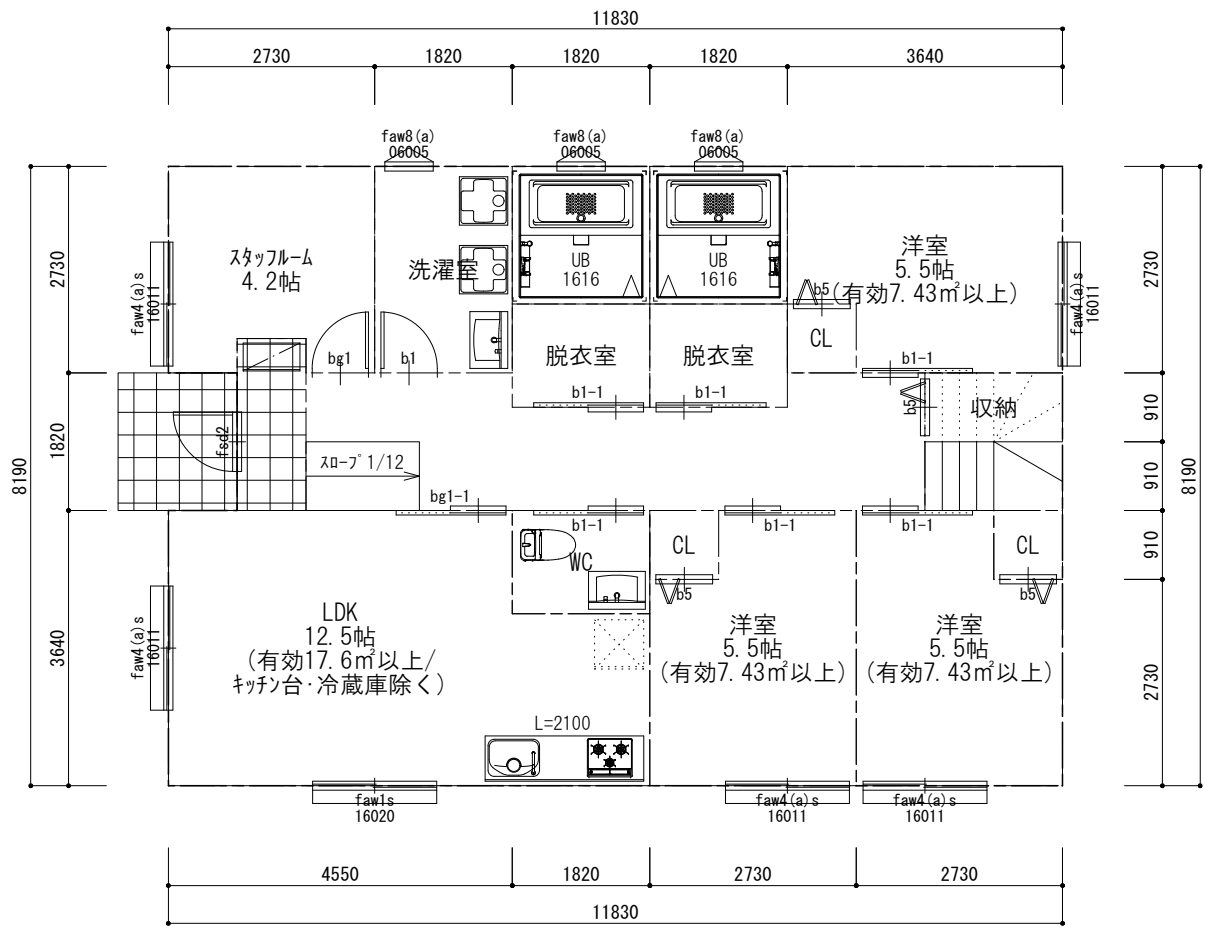 11830
2730
1820
1820
1820
3640
faw8(a)
06005
faw8(a)
06005
faw8(a)
06005
8190
2730
1820
3640
faw4(a)s
16011
ｽﾀｯﾌﾙｰﾑ
4.2帖
洗濯室
UB
1616
UB
1616
洋室
5.5帖
(有効7.43㎡以上)
b5
CL
faw4(a)s
16011
2730
910
910
910
2730
8190
bg1
b1
脱衣室
脱衣室
b1-1
b1-1
b1-1
b5
収納
fsd2
ｽﾛｰﾌﾟ1/12
bg1-1
b1-1
b1-1
b1-1
WC
CL
b5
CL
b5
faw4(a)s
16011
LDK
12.5帖
(有効17.6㎡以上/
ｷｯﾁﾝ台･冷蔵庫除く)
洋室
5.5帖
(有効7.43㎡以上)
洋室
5.5帖
(有効7.43㎡以上)
L=2100
faw1s
16020
faw4(a)s
16011
faw4(a)s
16011
4550
1820
2730
2730
11830